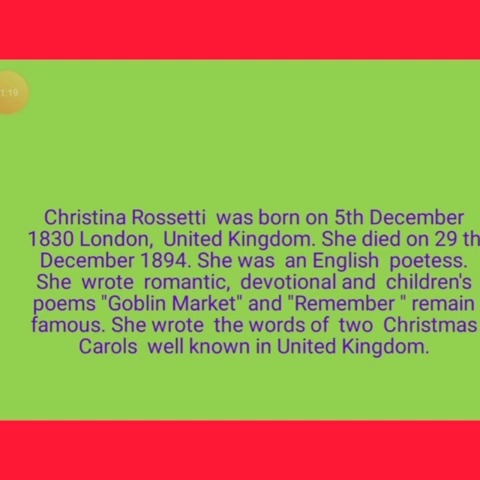 1:19
Christina Rossetti was born on 5th December
1830 London, United Kingdom. She died on 29 th
December 1894. She was an English poetess.
She wrote romantic, devotional and children's
poems "Goblin Market" and "Remember " remain
famous. She wrote the words of two Christmas
Carols well known in United Kingdom.